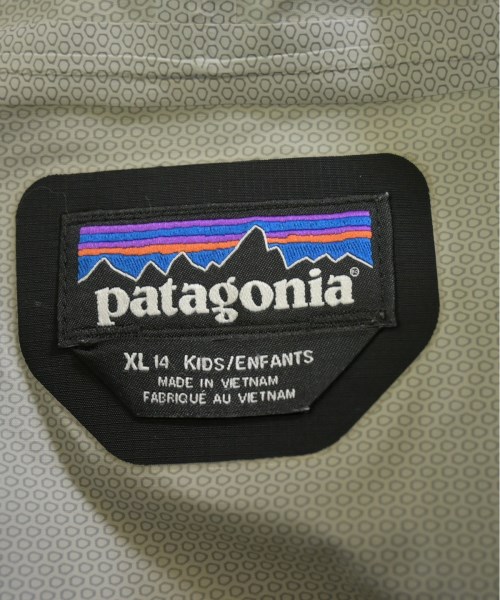 patagonia®
XL 14 KIDS/ENFANTS
MADE IN VIETNAM
FABRIQUÉ AU VIETNAM